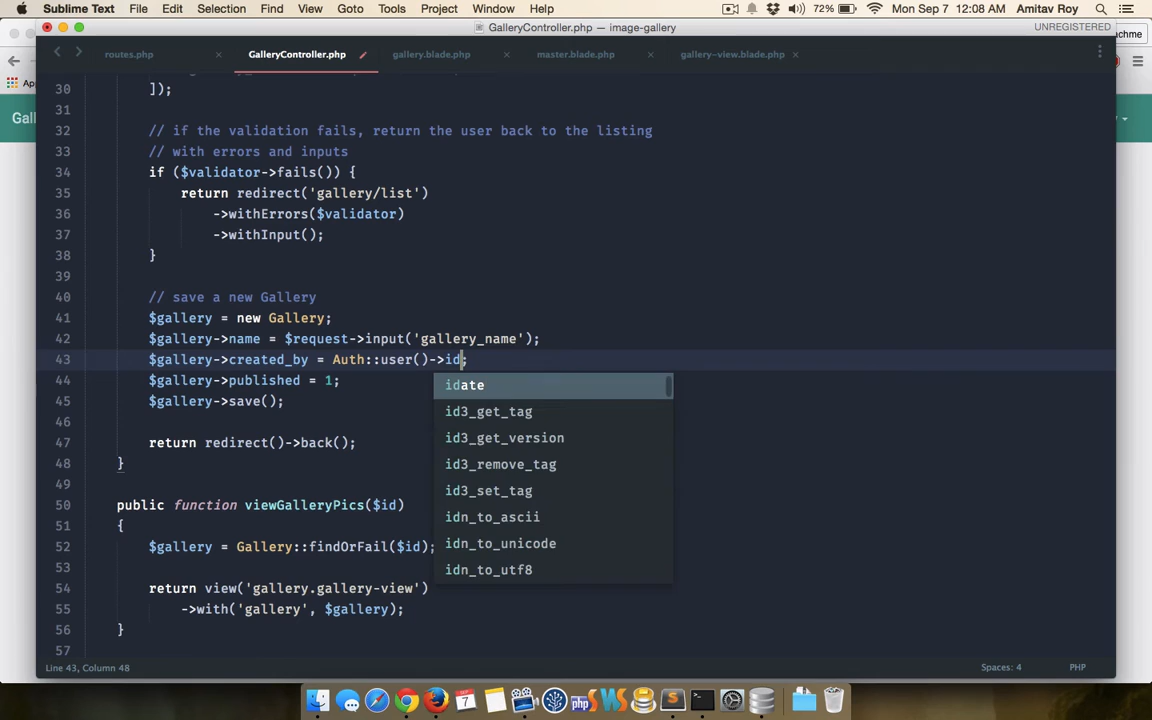 Sublime Text File Edit Selection Find View Goto Tools Project Window Help 72% Mon Sep 7 12:08 AM Amitav Roy
GalleryController.php — image-gallery UNREGISTERED
routes.php GalleryController.php gallery.blade.php master.blade.php gallery-view.blade.php
30 ]);
31
32 // if the validation fails, return the user back to the listing
33 // with errors and inputs
34 if ($validator->fails()) {
35 return redirect('gallery/list')
36 ->withErrors($validator)
37 ->withInput();
38 }
39
40 // save a new Gallery
41 $gallery = new Gallery;
42 $gallery->name = $request->input('gallery_name');
43 $gallery->created_by = Auth::user()->id;
44 $gallery->published = 1;
45 $gallery->save();
46
47 return redirect()->back();
48 }
49
50 public function viewGalleryPics($id)
51 {
52 $gallery = Gallery::findOrFail($id);
53
54 return view('gallery.gallery-view')
55 ->with('gallery', $gallery);
56 }
57
idate
id3_get_tag
id3_get_version
id3_remove_tag
id3_set_tag
idn_to_ascii
idn_to_unicode
idn_to_utf8
Line 43, Column 48 Spaces: 4 PHP